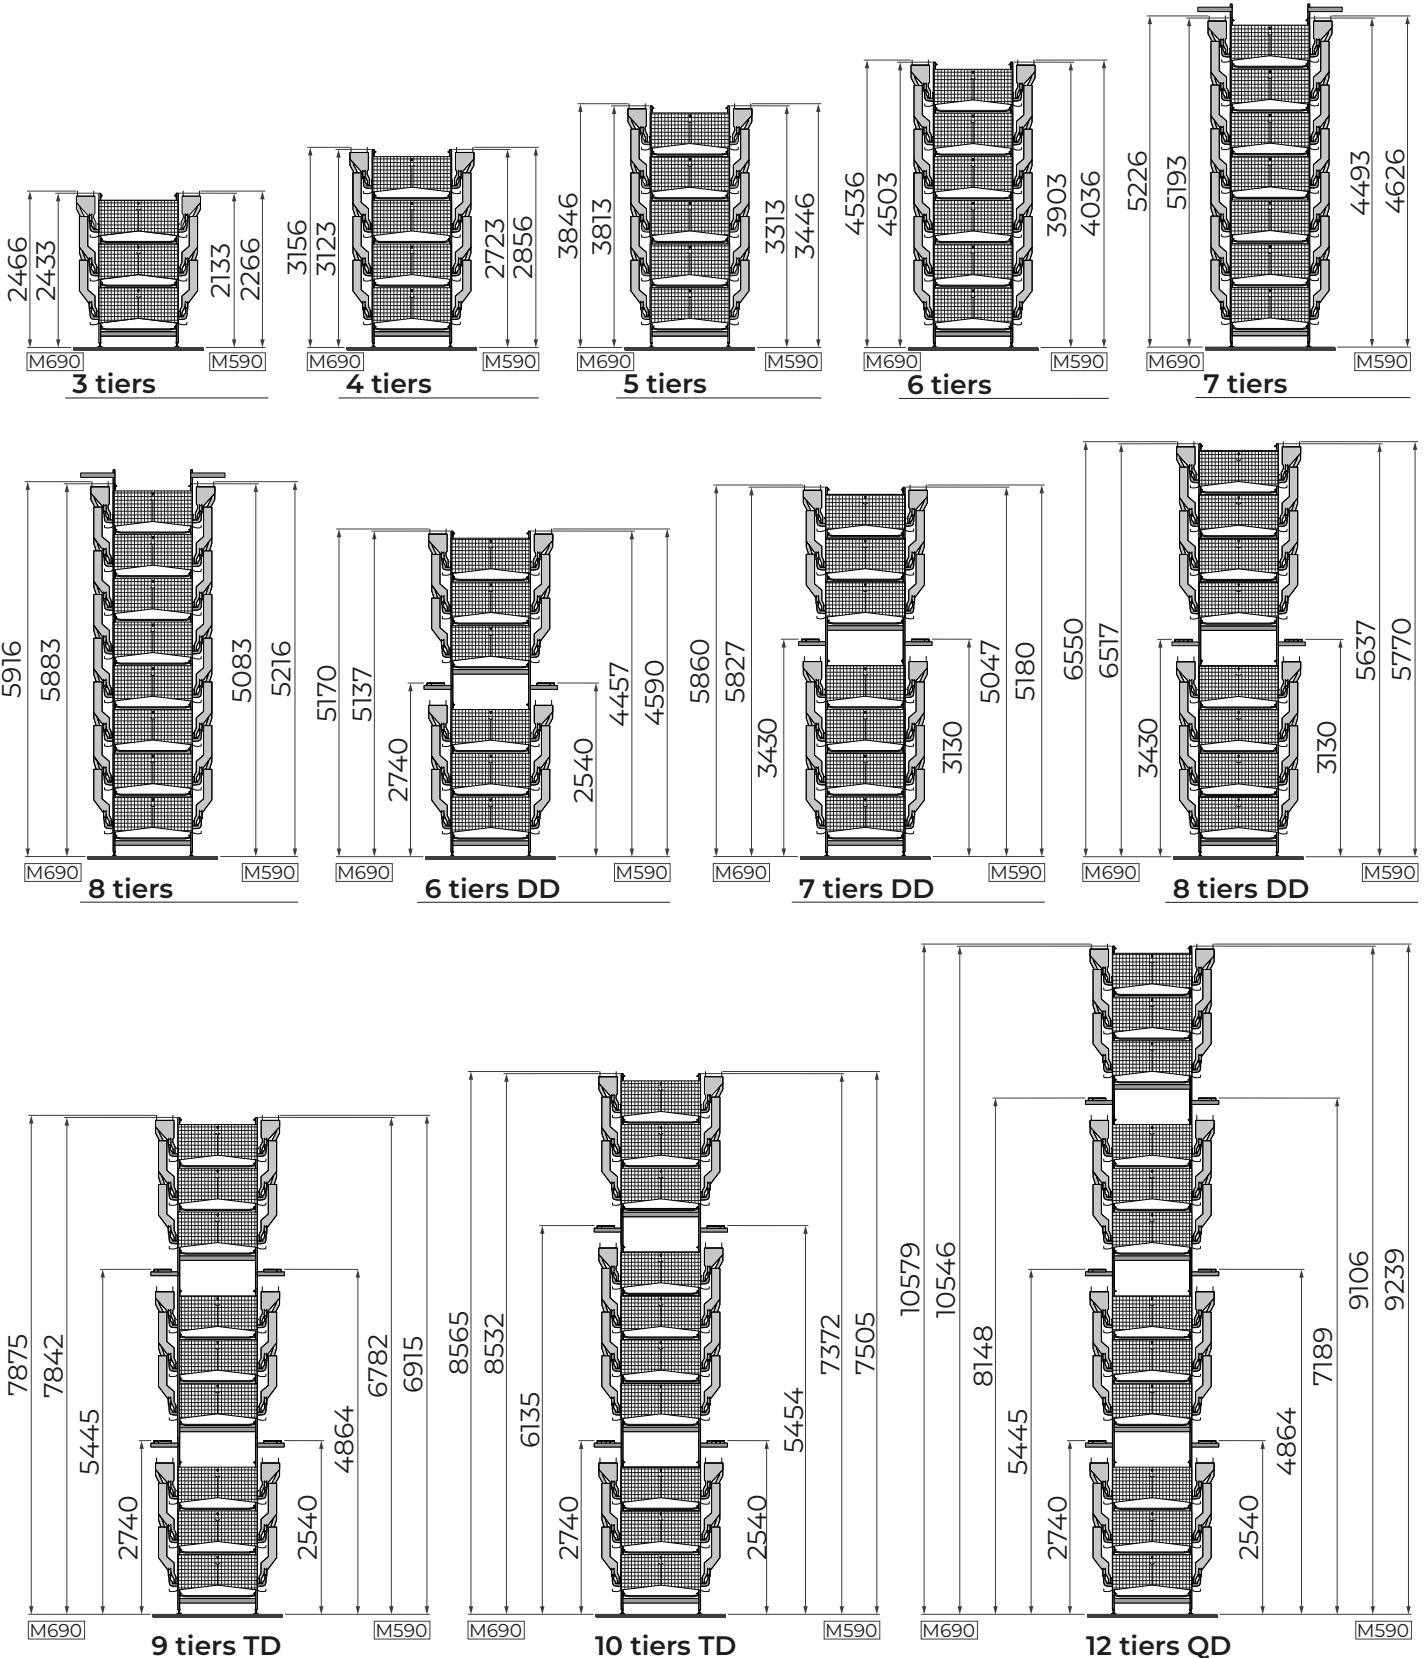 2466 2433 2133 2266
M690 M590
3 tiers
3156 3123 2723 2856
M690 M590
4 tiers
3846 3813 3313 3446
M690 M590
5 tiers
4536 4503 3903 4036
M690 M590
6 tiers
5226 5193 4493 4626
M690 M590
7 tiers
5916 5883 5083 5216
M690 M590
8 tiers
5170 5137 2740 2540 4457 4590
M690 M590
6 tiers DD
5860 5827 3430 3130 5047 5180
M690 M590
7 tiers DD
6550 6517 3430 3130 5637 5770
M690 M590
8 tiers DD
7875 7842 5445 2740 2540 4864 6782 6915
M690 M590
9 tiers TD
8565 8532 6135 2740 2540 5454 7372 7505
M690 M590
10 tiers TD
10579 10546 8148 5445 2740 2540 4864 7189 9106 9239
M690 M590
12 tiers QD